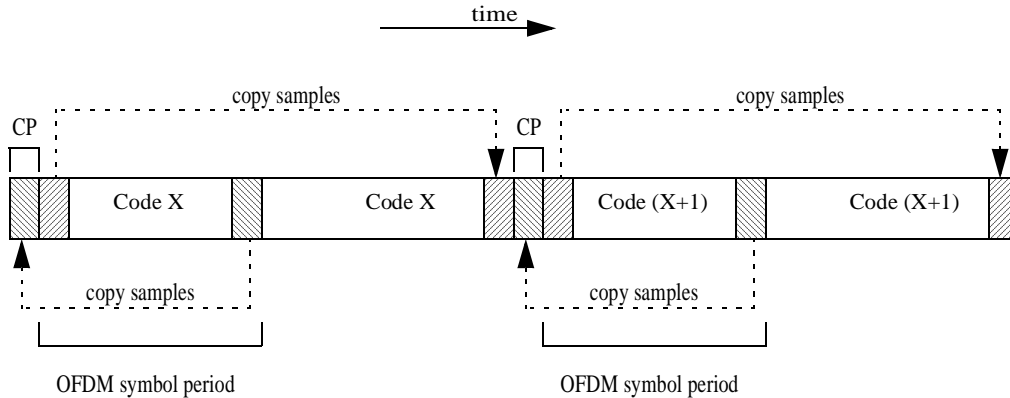 time
copy samples
copy samples
CP
CP
Code X
Code X
Code (X+1)
Code (X+1)
copy samples
copy samples
OFDM symbol period
OFDM symbol period